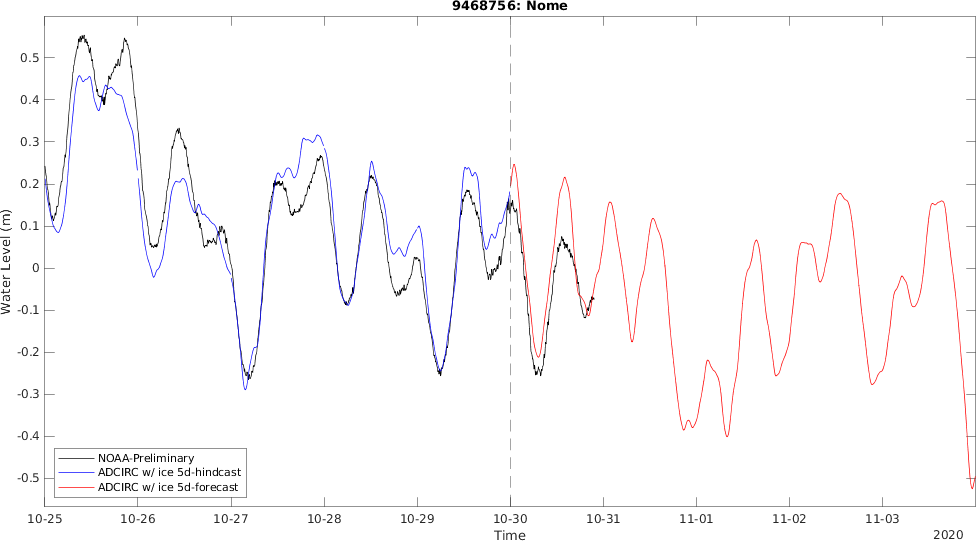 9468756: Nome
Water Level (m)
0.5
0.4
0.3
0.2
0.1
0
-0.1
-0.2
-0.3
-0.4
-0.5
NOAA-Preliminary
ADCIRC w/ ice 5d-hindcast
ADCIRC w/ ice 5d-forecast
10-25 10-26 10-27 10-28 10-29 10-30 10-31 11-01 11-02 11-03
Time
2020